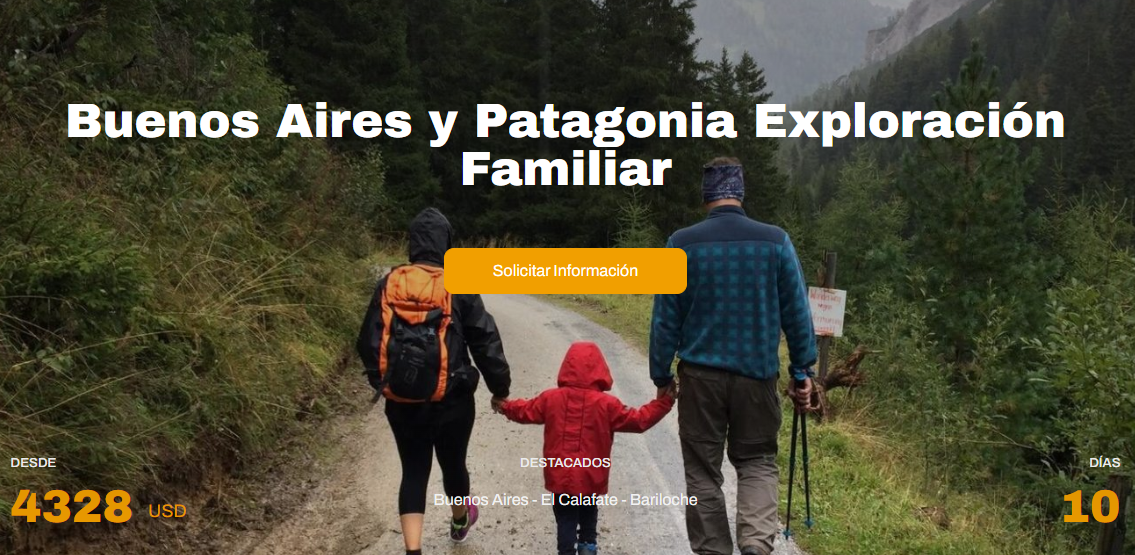 Buenos Aires y Patagonia Exploración
Familiar
Solicitar Información
DESDE
4328 USD
DESTACADOS
Buenos Aires - El Calafate - Bariloche
DÍAS
10